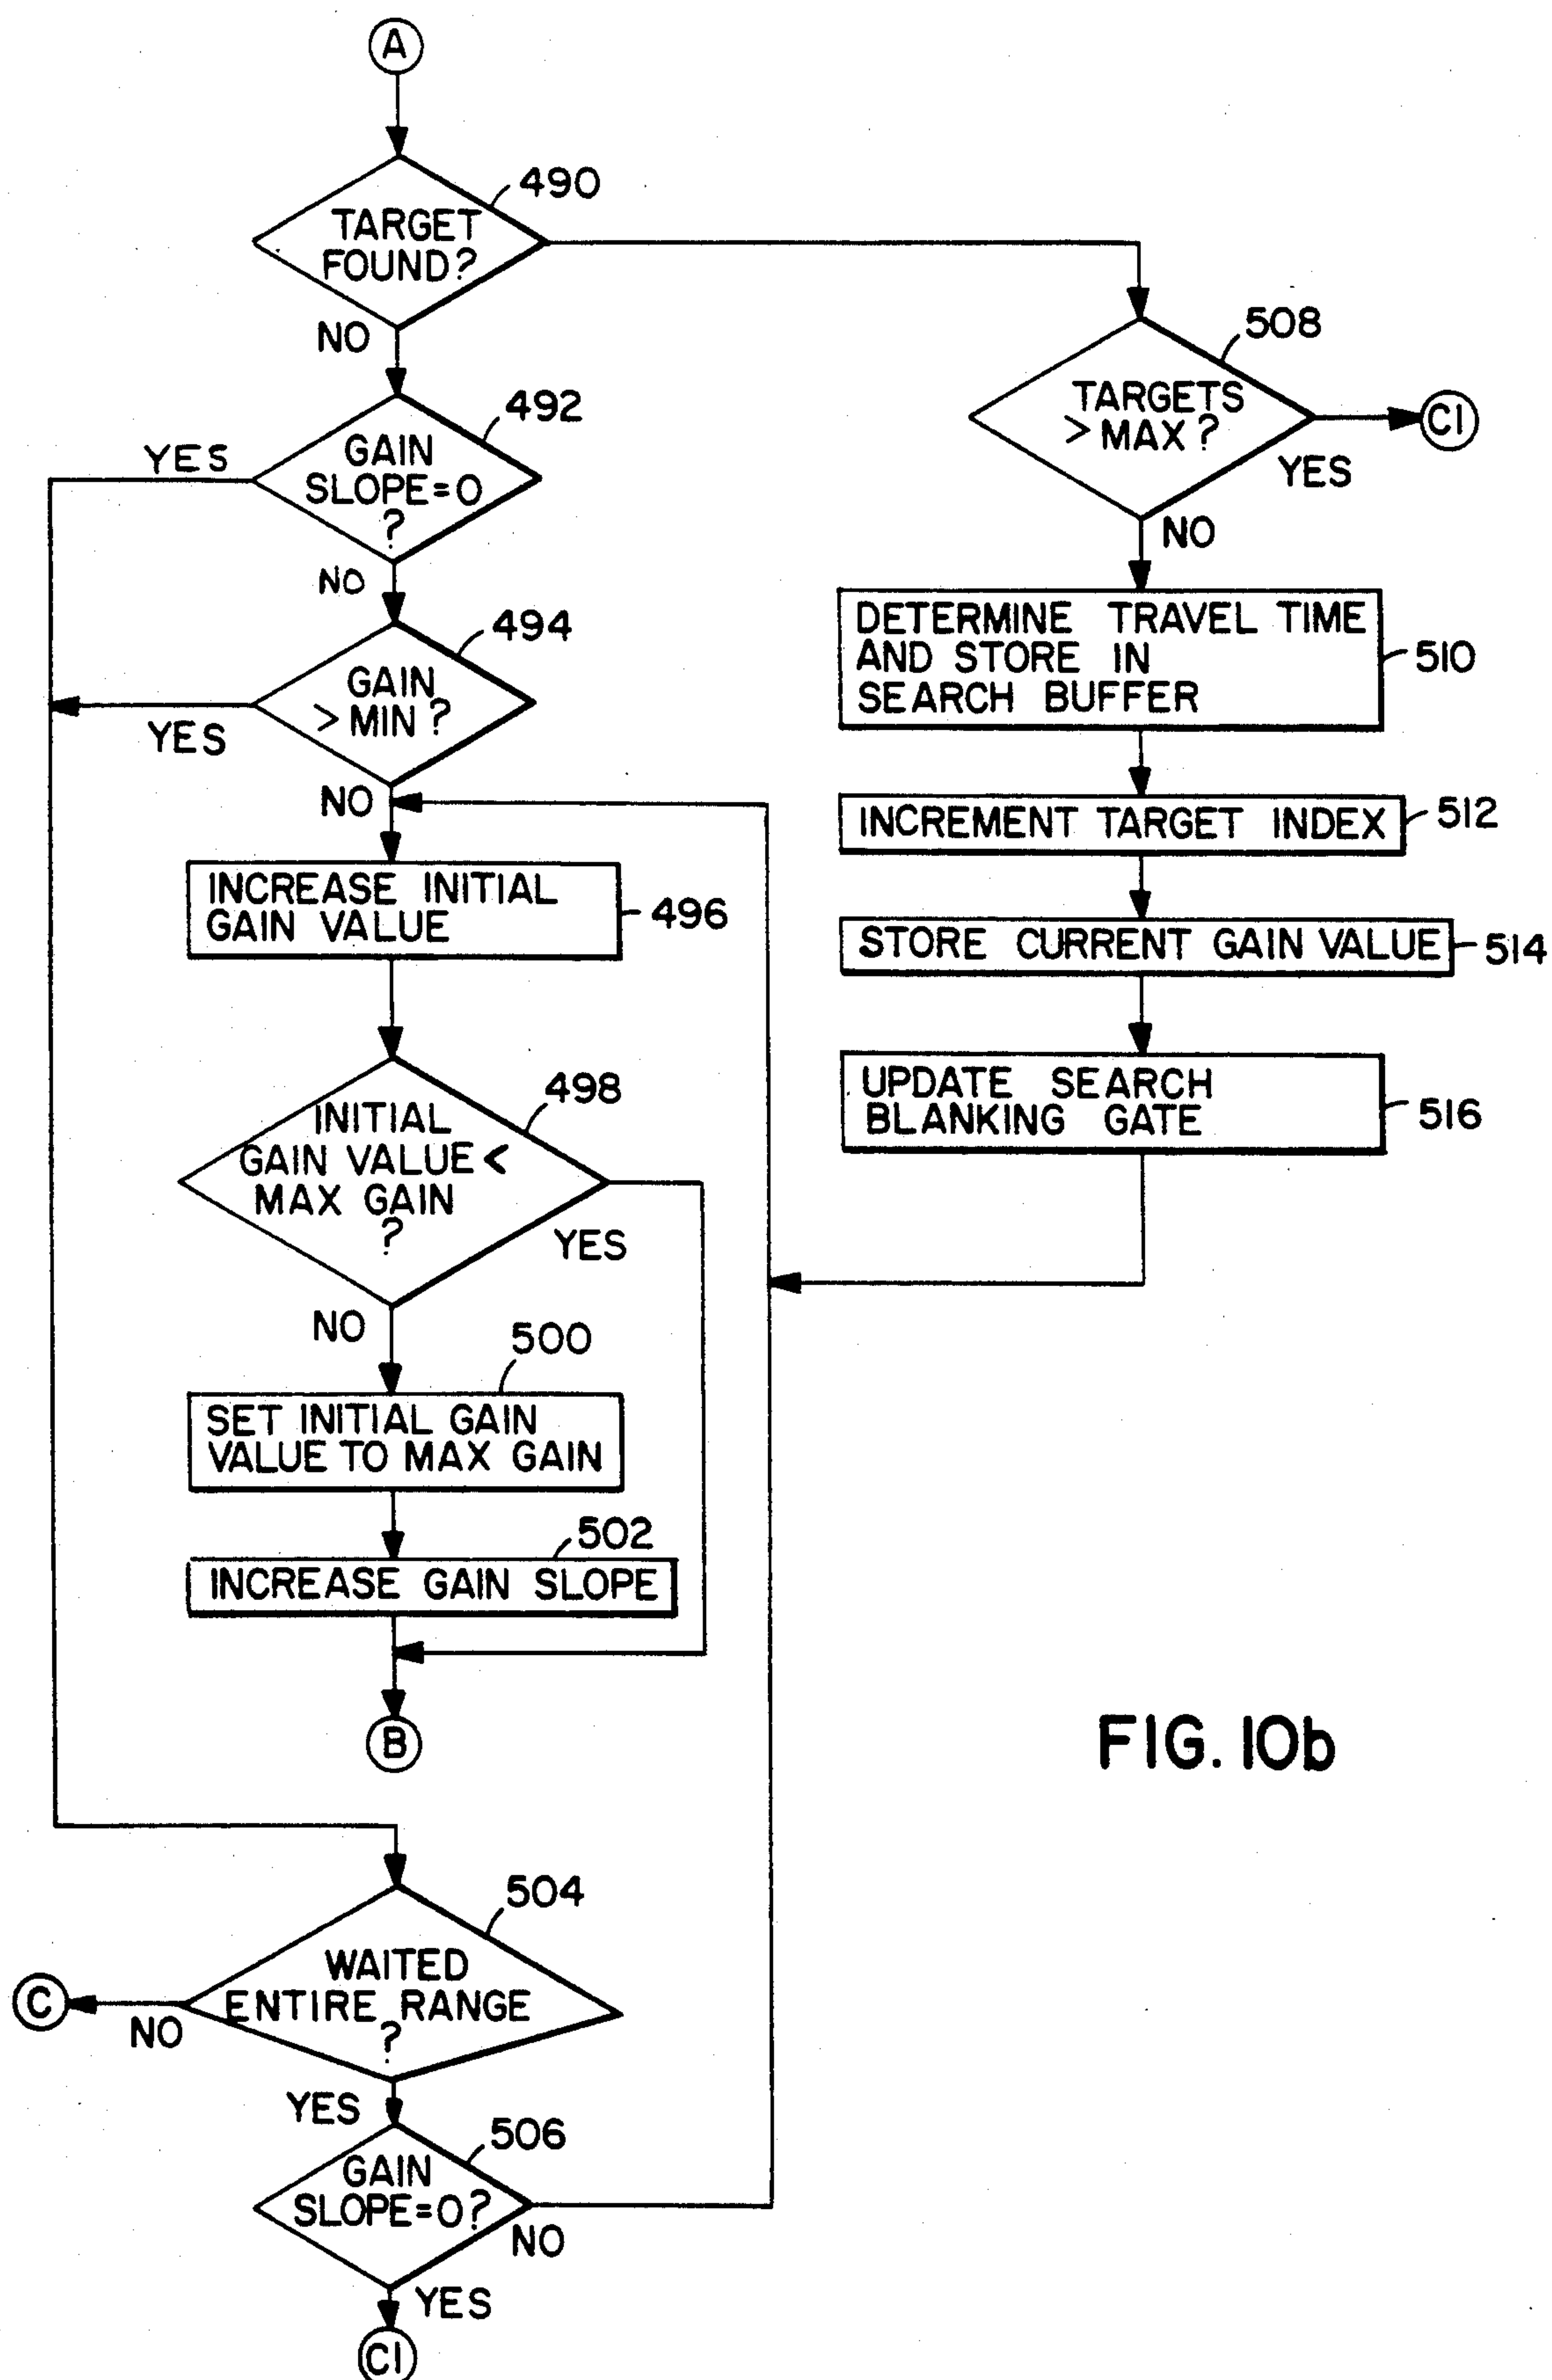 A
490
TARGET
FOUND?
NO
492
GAIN
SLOPE=0
?
YES
NO
494
GAIN
> MIN?
YES
NO
INCREASE INITIAL
GAIN VALUE
496
498
INITIAL
GAIN VALUE <
MAX GAIN
?
YES
NO
500
SET INITIAL GAIN
VALUE TO MAX GAIN
502
INCREASE GAIN SLOPE
B
504
WAITED
ENTIRE RANGE
?
C
NO
YES
506
GAIN
SLOPE=0?
NO
YES
C1
508
TARGETS
> MAX?
C1
YES
NO
DETERMINE TRAVEL TIME
AND STORE IN
SEARCH BUFFER
510
INCREMENT TARGET INDEX
512
STORE CURRENT GAIN VALUE
514
UPDATE SEARCH
BLANKING GATE
516
FIG. 10b